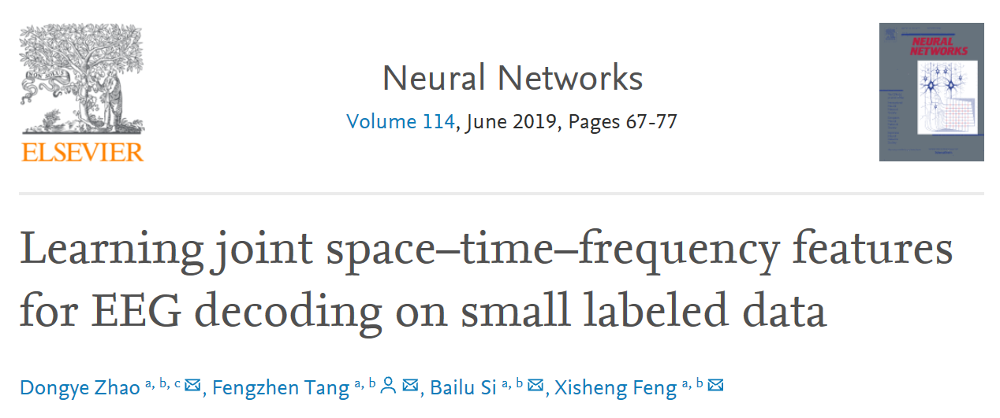 ELSEVIER
Neural Networks
Volume 114, June 2019, Pages 67-77
NEURAL
NETWORKS
Learning joint space–time–frequency features
for EEG decoding on small labeled data
Dongye Zhao a, b, c, Fengzhen Tang a, b, Bailu Si a, b, Xisheng Feng a, b